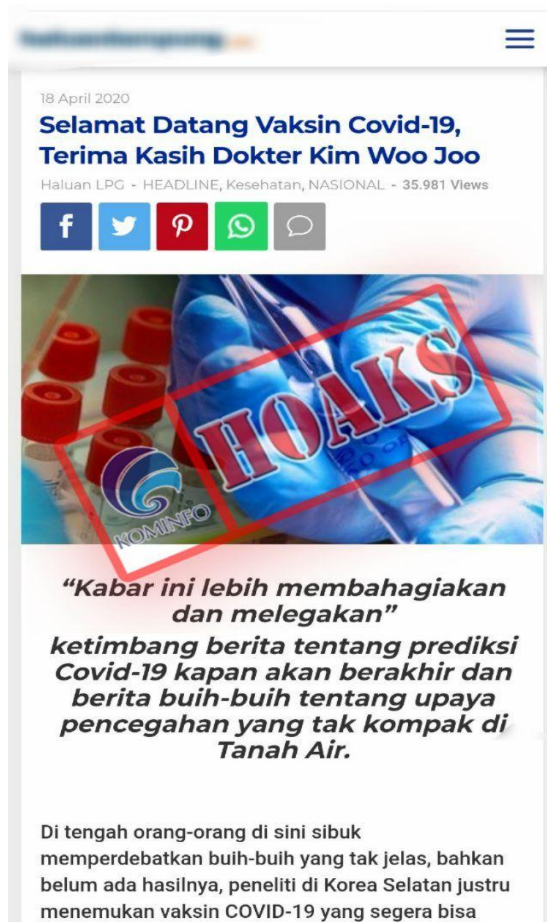 18 April 2020
Selamat Datang Vaksin Covid-19,
Terima Kasih Dokter Kim Woo Joo
Haluan LPG - HEADLINE, Kesehatan, NASIONAL - 35.981 Views
HOAKS
KOMINFO
“Kabar ini lebih membahagiakan
dan melegakan”
ketimbang berita tentang prediksi
Covid-19 kapan akan berakhir dan
berita buih-buih tentang upaya
pencegahan yang tak kompak di
Tanah Air.
Di tengah orang-orang di sini sibuk
memperdebatkan buih-buih yang tak jelas, bahkan
belum ada hasilnya, peneliti di Korea Selatan justru
menemukan vaksin COVID-19 yang segera bisa